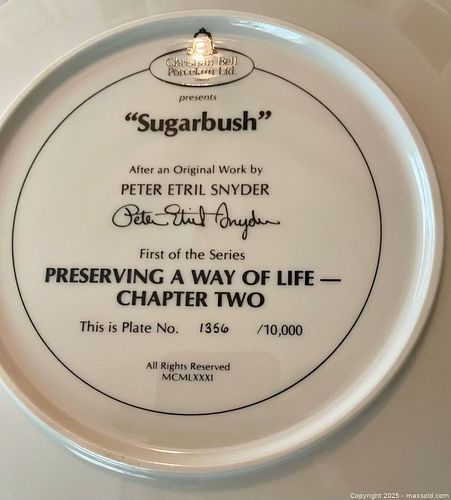 Christian Bell
Porcelain Ltd.
presents
“Sugarbush”
After an Original Work by
PETER ETRIL SNYDER
Peter Etril Snyder
First of the Series
PRESERVING A WAY OF LIFE —
CHAPTER TWO
This is Plate No. 1356 /10,000
All Rights Reserved
MCMLXXXI
Copyright 2025 - maxsold.com